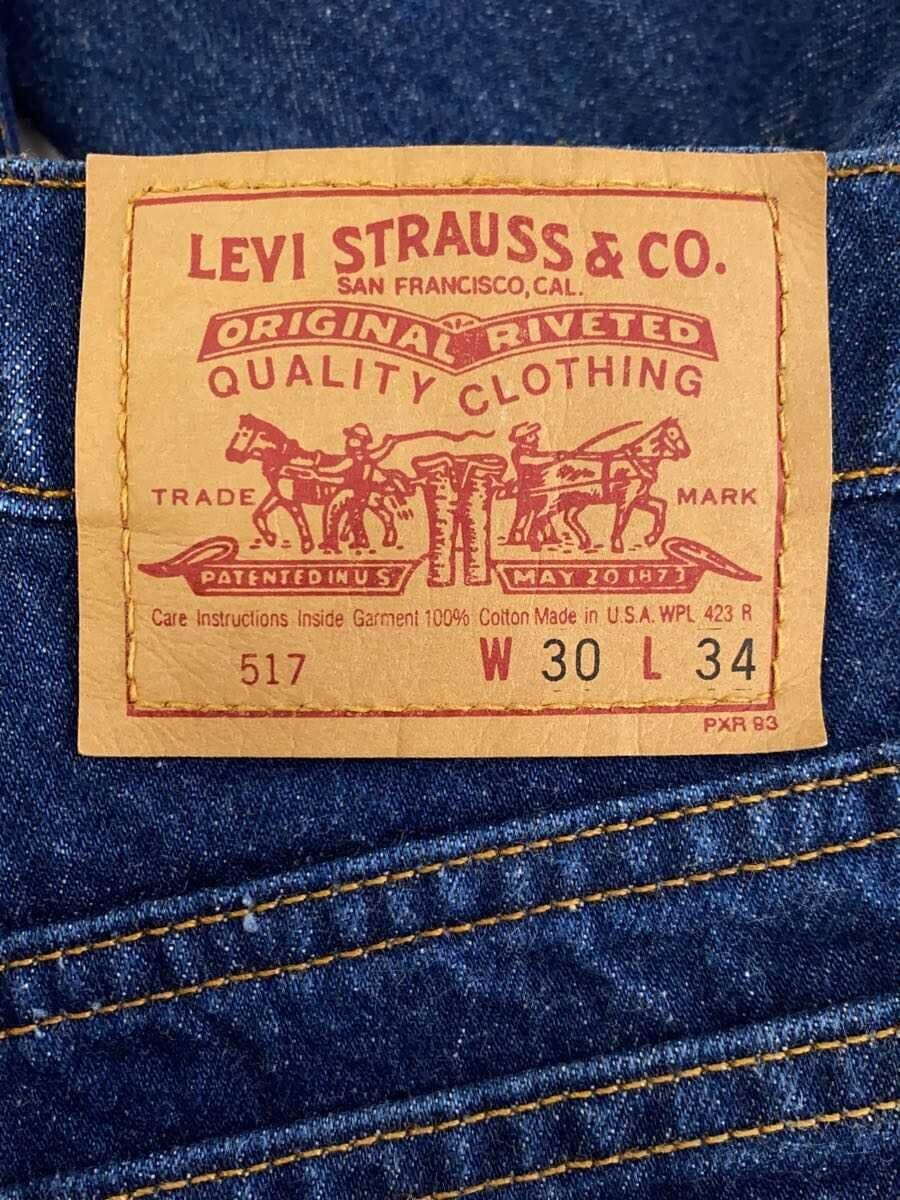 LEVI STRAUSS & CO.
SAN FRANCISCO, CAL.
ORIGINAL RIVETED
QUALITY CLOTHING
TRADE MARK
PATENTED IN U S MAY 20 1873
Care Instructions Inside Garment 100% Cotton Made in U.S.A. WPL 423 R
517 W 30 L 34
PXR 93